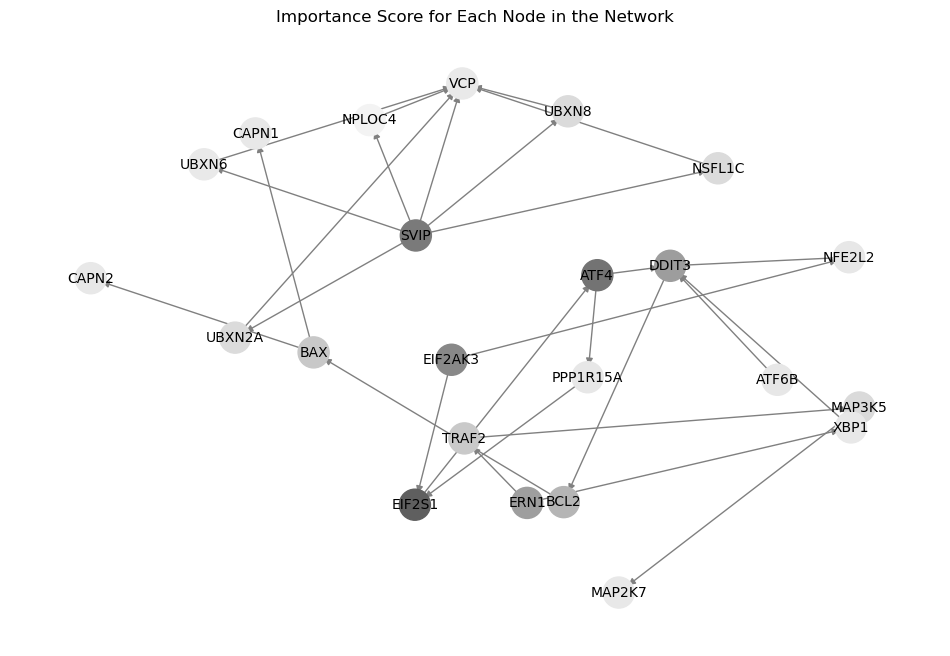 Importance Score for Each Node in the Network
VCP
UBXN8
NPLOC4
CAPN1
UBXN6
NSFL1C
SVIP
NFE2L2
DDIT3
ATF4
CAPN2
UBXN2A
BAX
EIF2AK3
PPP1R15A
ATF6B
MAP3K5
XBP1
TRAF2
EIF2S1
ERN1
BCL2
MAP2K7